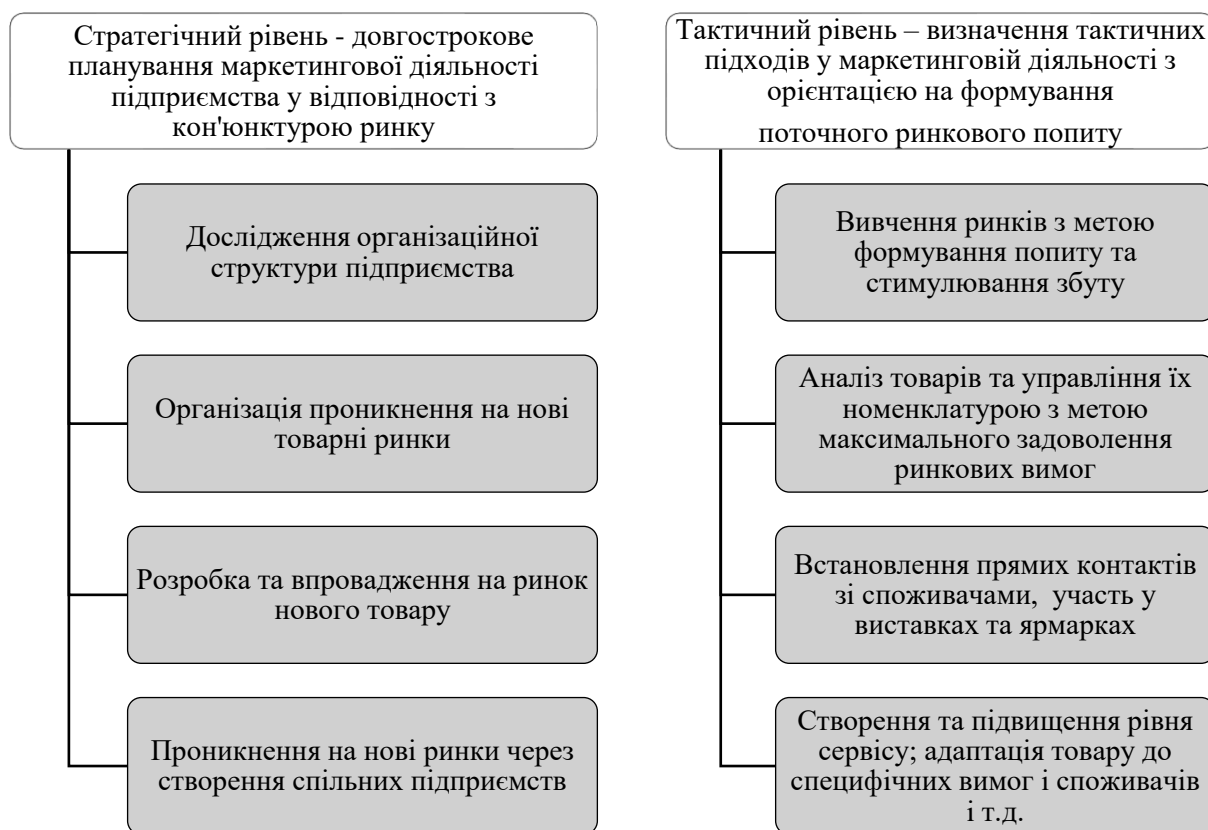 Стратегічний рівень - довгострокове
планування маркетингової діяльності
підприємства у відповідності з
кон'юнктурою ринку
Дослідження організаційної
структури підприємства
Організація проникнення на нові
товарні ринки
Розробка та впровадження на ринок
нового товару
Проникнення на нові ринки через
створення спільних підприємств
Тактичний рівень – визначення тактичних
підходів у маркетинговій діяльності з
орієнтацією на формування
поточного ринкового попиту
Вивчення ринків з метою
формування попиту та
стимулювання збуту
Аналіз товарів та управління їх
номенклатурою з метою
максимального задоволення
ринкових вимог
Встановлення прямих контактів
зі споживачами, участь у
виставках та ярмарках
Створення та підвищення рівня
сервісу; адаптація товару до
специфічних вимог і споживачів
і т.д.